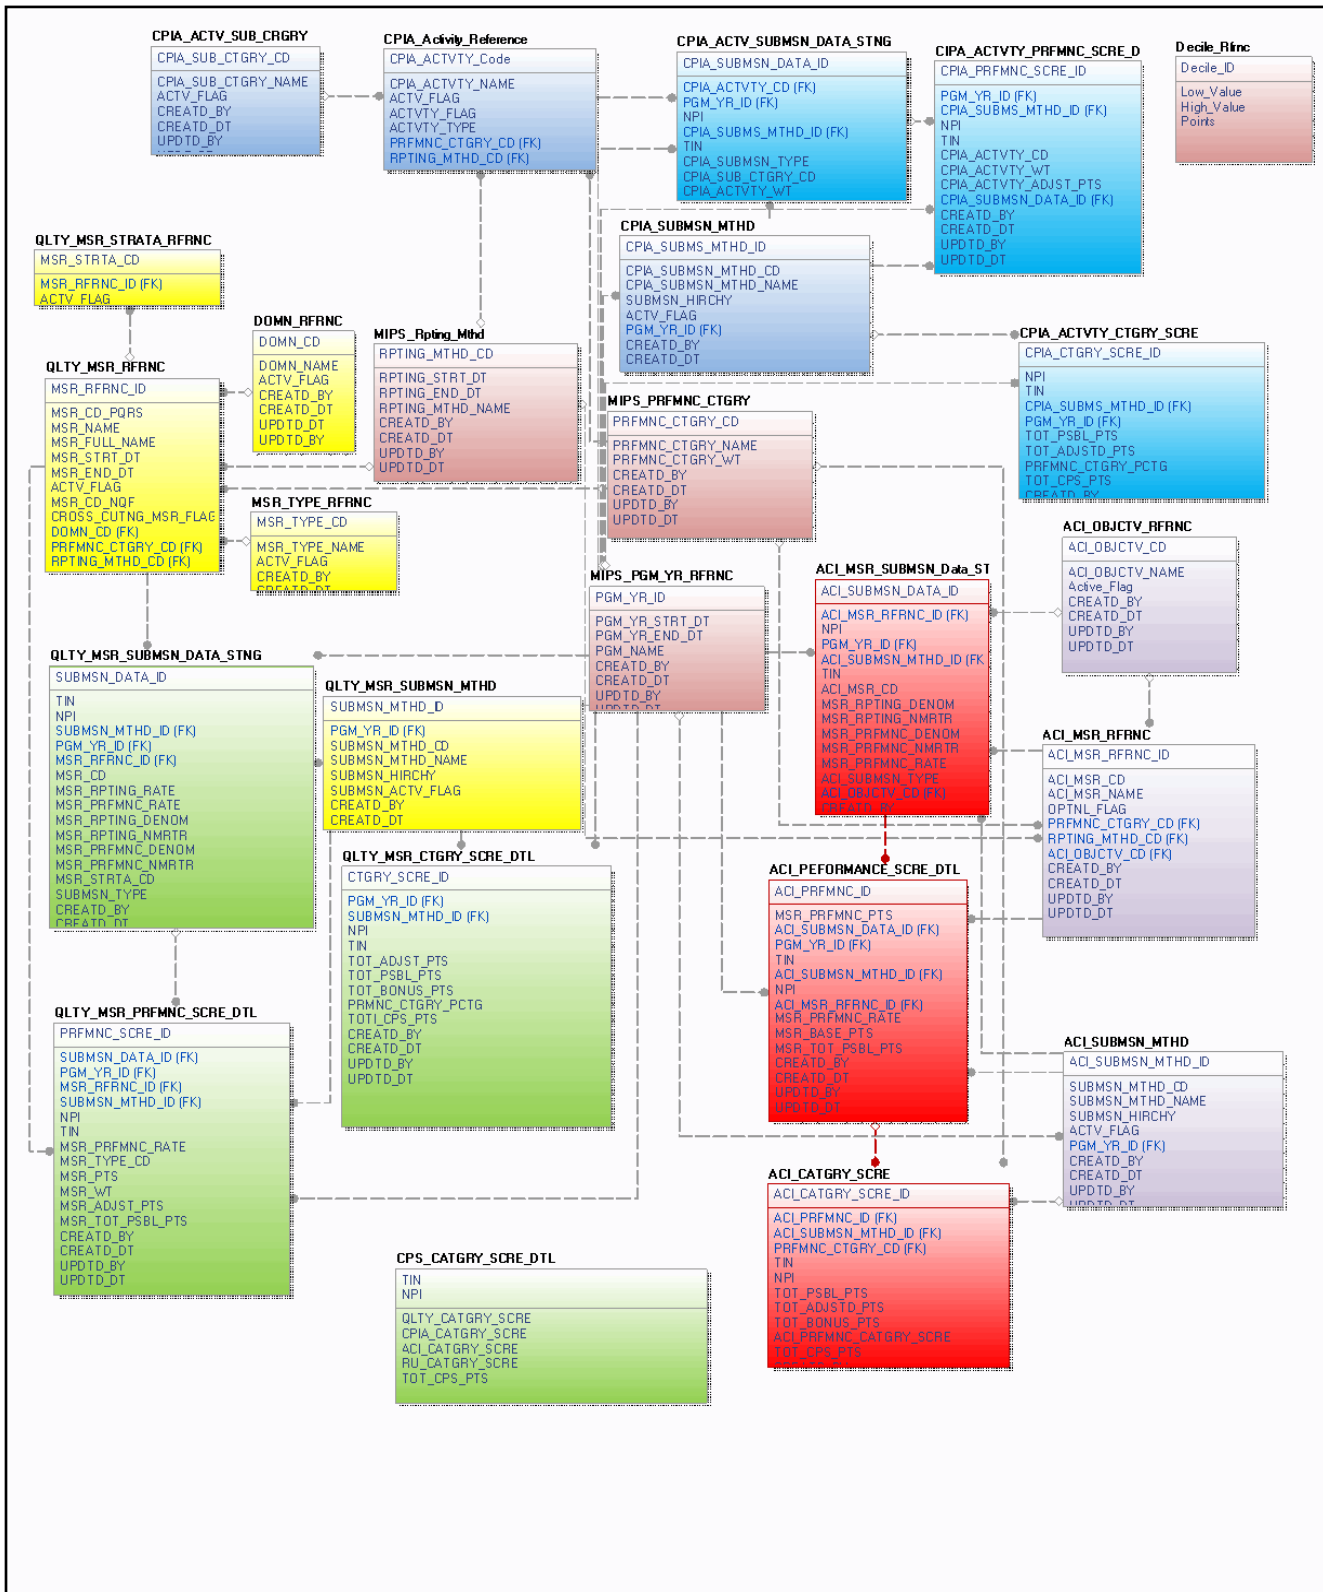 CPIA_ACTV_SUB_CRGRY
CPIA_SUB_CTGRY_CD
CPIA_SUB_CTGRY_NAME
ACTV_FLAG
CREATD_BY
CREATD_DT
UPDTD_BY
CPIA_Activity_Reference
CPIA_ACTVTY_Code
CPIA_ACTVTY_NAME
ACTV_FLAG
ACTVTY_FLAG
ACTVTY_TYPE
PRFMNC_CTGRY_CD (FK)
RPTING_MTHD_CD (FK)
CPIA_ACTV_SUBMSN_DATA_STNG
CPIA_SUBMSN_DATA_ID
CPIA_ACTVTY_CD (FK)
PGM_YR_ID (FK)
NPI
CPIA_SUBMS_MTHD_ID (FK)
TIN
CPIA_SUBMSN_TYPE
CPIA_SUB_CTGRY_CD
CPIA_ACTVTY_WT
CIPA_ACTVTY_PRFMNC_SCRE_D
CPIA_PRFMNC_SCRE_ID
PGM_YR_ID (FK)
CPIA_SUBMS_MTHD_ID (FK)
NPI
TIN
CPIA_ACTVTY_CD
CPIA_ACTVTY_WT
CPIA_ACTVTY_ADJST_PTS
CPIA_SUBMSN_DATA_ID (FK)
CREATD_BY
CREATD_DT
UPDTD_BY
UPDTD_DT
Decile_Rfrnc
Decile_ID
Low_Value
High_Value
Points
QLTY_MSR_STRATA_RFRNC
MSR_STRTA_CD
MSR_RFRNC_ID (FK)
ACTV_FLAG
CPIA_SUBMSN_MTHD
CPIA_SUBMS_MTHD_ID
CPIA_SUBMSN_MTHD_CD
CPIA_SUBMSN_MTHD_NAME
SUBMSN_HIRCHY
ACTV_FLAG
PGM_YR_ID (FK)
CREATD_BY
CREATD_DT
DOMN_RFRNC
DOMN_CD
DOMN_NAME
ACTV_FLAG
CREATD_BY
CREATD_DT
UPDTD_DT
UPDTD_BY
MIPS_Rpting_Mthd
RPTING_MTHD_CD
RPTING_STRT_DT
RPTING_END_DT
RPTING_MTHD_NAME
CREATD_BY
CREATD_DT
UPDTD_BY
UPDTD_DT
CPIA_ACTVTY_CTGRY_SCRE
CPIA_CTGRY_SCRE_ID
NPI
TIN
CPIA_SUBMS_MTHD_ID (FK)
PGM_YR_ID (FK)
TOT_PSBL_PTS
TOT_ADJSTD_PTS
PRFMNC_CTGRY_PCTG
TOT_CPS_PTS
CREATD_BY
QLTY_MSR_RFRNC
MSR_RFRNC_ID
MSR_CD_PQRS
MSR_NAME
MSR_FULL_NAME
MSR_STRT_DT
MSR_END_DT
ACTV_FLAG
MSR_CD_NQF
CROSS_CUTNG_MSR_FLAG
DOMN_CD (FK)
PRFMNC_CTGRY_CD (FK)
RPTING_MTHD_CD (FK)
MIPS_PRFMNC_CTGRY
PRFMNC_CTGRY_CD
PRFMNC_CTGRY_NAME
PRFMNC_CTGRY_WT
CREATD_BY
CREATD_DT
UPDTD_BY
UPDTD_DT
MSR_TYPE_RFRNC
MSR_TYPE_CD
MSR_TYPE_NAME
ACTV_FLAG
CREATD_BY
CREATD_DT
ACI_OBJCTV_RFRNC
ACI_OBJCTV_CD
ACI_OBJCTV_NAME
Active_Flag
CREATD_BY
CREATD_DT
UPDTD_BY
UPDTD_DT
MIPS_PGM_YR_RFRNC
PGM_YR_ID
PGM_YR_STRT_DT
PGM_YR_END_DT
PGM_NAME
CREATD_BY
CREATD_DT
UPDTD_BY
UPDTD_DT
ACI_MSR_SUBMSN_Data_ST
ACI_SUBMSN_DATA_ID
ACI_MSR_RFRNC_ID (FK)
NPI
PGM_YR_ID (FK)
ACI_SUBMSN_MTHD_ID (FK
TIN
ACI_MSR_CD
MSR_RPTING_DENOM
MSR_RPTING_NMRTR
MSR_PRFMNC_DENOM
MSR_PRFMNC_NMRTR
MSR_PRFMNC_RATE
ACI_SUBMSN_TYPE
ACI_OBJCTV_CD (FK)
CREATD_BY
QLTY_MSR_SUBMSN_DATA_STNG
SUBMSN_DATA_ID
TIN
NPI
SUBMSN_MTHD_ID (FK)
PGM_YR_ID (FK)
MSR_RFRNC_ID (FK)
MSR_CD
MSR_RPTING_RATE
MSR_PRFMNC_RATE
MSR_RPTING_DENOM
MSR_RPTING_NMRTR
MSR_PRFMNC_DENOM
MSR_PRFMNC_NMRTR
MSR_STRTA_CD
SUBMSN_TYPE
CREATD_BY
CREATD_DT
QLTY_MSR_SUBMSN_MTHD
SUBMSN_MTHD_ID
PGM_YR_ID (FK)
SUBMSN_MTHD_CD
SUBMSN_MTHD_NAME
SUBMSN_HIRCHY
SUBMSN_ACTV_FLAG
CREATD_BY
CREATD_DT
ACI_MSR_RFRNC
ACI_MSR_RFRNC_ID
ACI_MSR_CD
ACI_MSR_NAME
OPTNL_FLAG
PRFMNC_CTGRY_CD (FK)
RPTING_MTHD_CD (FK)
ACI_OBJCTV_CD (FK)
CREATD_BY
CREATD_DT
UPDTD_BY
UPDTD_DT
QLTY_MSR_CTGRY_SCRE_DTL
CTGRY_SCRE_ID
PGM_YR_ID (FK)
SUBMSN_MTHD_ID (FK)
NPI
TIN
TOT_ADJST_PTS
TOT_PSBL_PTS
TOT_BONUS_PTS
PRMNC_CTGRY_PCTG
TOTI_CPS_PTS
CREATD_BY
CREATD_DT
UPDTD_BY
UPDTD_DT
ACI_PEFORMANCE_SCRE_DTL
ACI_PRFMNC_ID
MSR_PRFMNC_PTS
ACI_SUBMSN_DATA_ID (FK)
PGM_YR_ID (FK)
TIN
ACI_SUBMSN_MTHD_ID (FK)
NPI
ACI_MSR_RFRNC_ID (FK)
MSR_PRFMNC_RATE
MSR_BASE_PTS
MSR_TOT_PSBL_PTS
CREATD_BY
CREATD_DT
UPDTD_BY
UPDTD_DT
QLTY_MSR_PRFMNC_SCRE_DTL
PRFMNC_SCRE_ID
SUBMSN_DATA_ID (FK)
PGM_YR_ID (FK)
MSR_RFRNC_ID (FK)
SUBMSN_MTHD_ID (FK)
NPI
TIN
MSR_PRFMNC_RATE
MSR_TYPE_CD
MSR_PTS
MSR_WT
MSR_ADJST_PTS
MSR_TOT_PSBL_PTS
CREATD_BY
CREATD_DT
UPDTD_BY
UPDTD_DT
ACI_SUBMSN_MTHD
ACI_SUBMSN_MTHD_ID
SUBMSN_MTHD_CD
SUBMSN_MTHD_NAME
SUBMSN_HIRCHY
ACTV_FLAG
PGM_YR_ID (FK)
CREATD_BY
CREATD_DT
UPDTD_BY
UPDTD_DT
ACI_CATGRY_SCRE
ACI_CATGRY_SCRE_ID
ACI_PRFMNC_ID (FK)
ACI_SUBMSN_MTHD_ID (FK)
PRFMNC_CTGRY_CD (FK)
TIN
NPI
TOT_PSBL_PTS
TOT_ADJSTD_PTS
TOT_BONUS_PTS
ACI_PRFMNC_CATGRY_SCRE
TOT_CPS_PTS
CPS_CATGRY_SCRE_DTL
TIN
NPI
QLTY_CATGRY_SCRE
CPIA_CATGRY_SCRE
ACI_CATGRY_SCRE
RU_CATGRY_SCRE
TOT_CPS_PTS